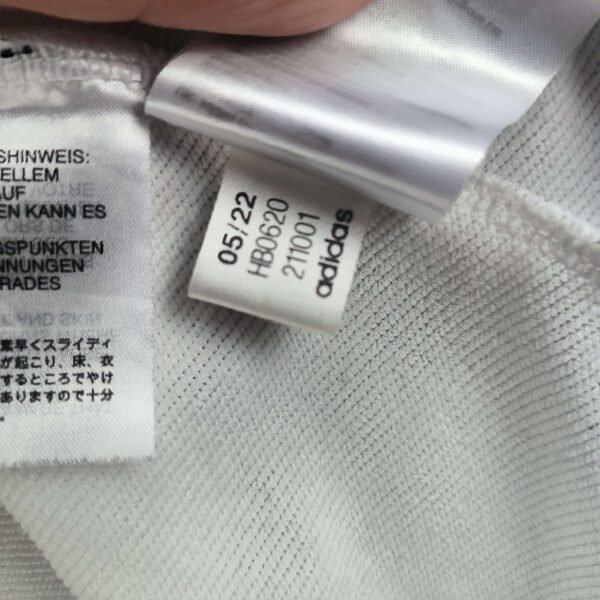 SHINWEIS:
ELLEM
AUF
EN KANN ES
GSPUNKTEN
NNUNGEN
RADES
素早くスライディ
が起こり、床、衣
するところでやけ
ありますので十分
05/22
HB0620
211001
adidas